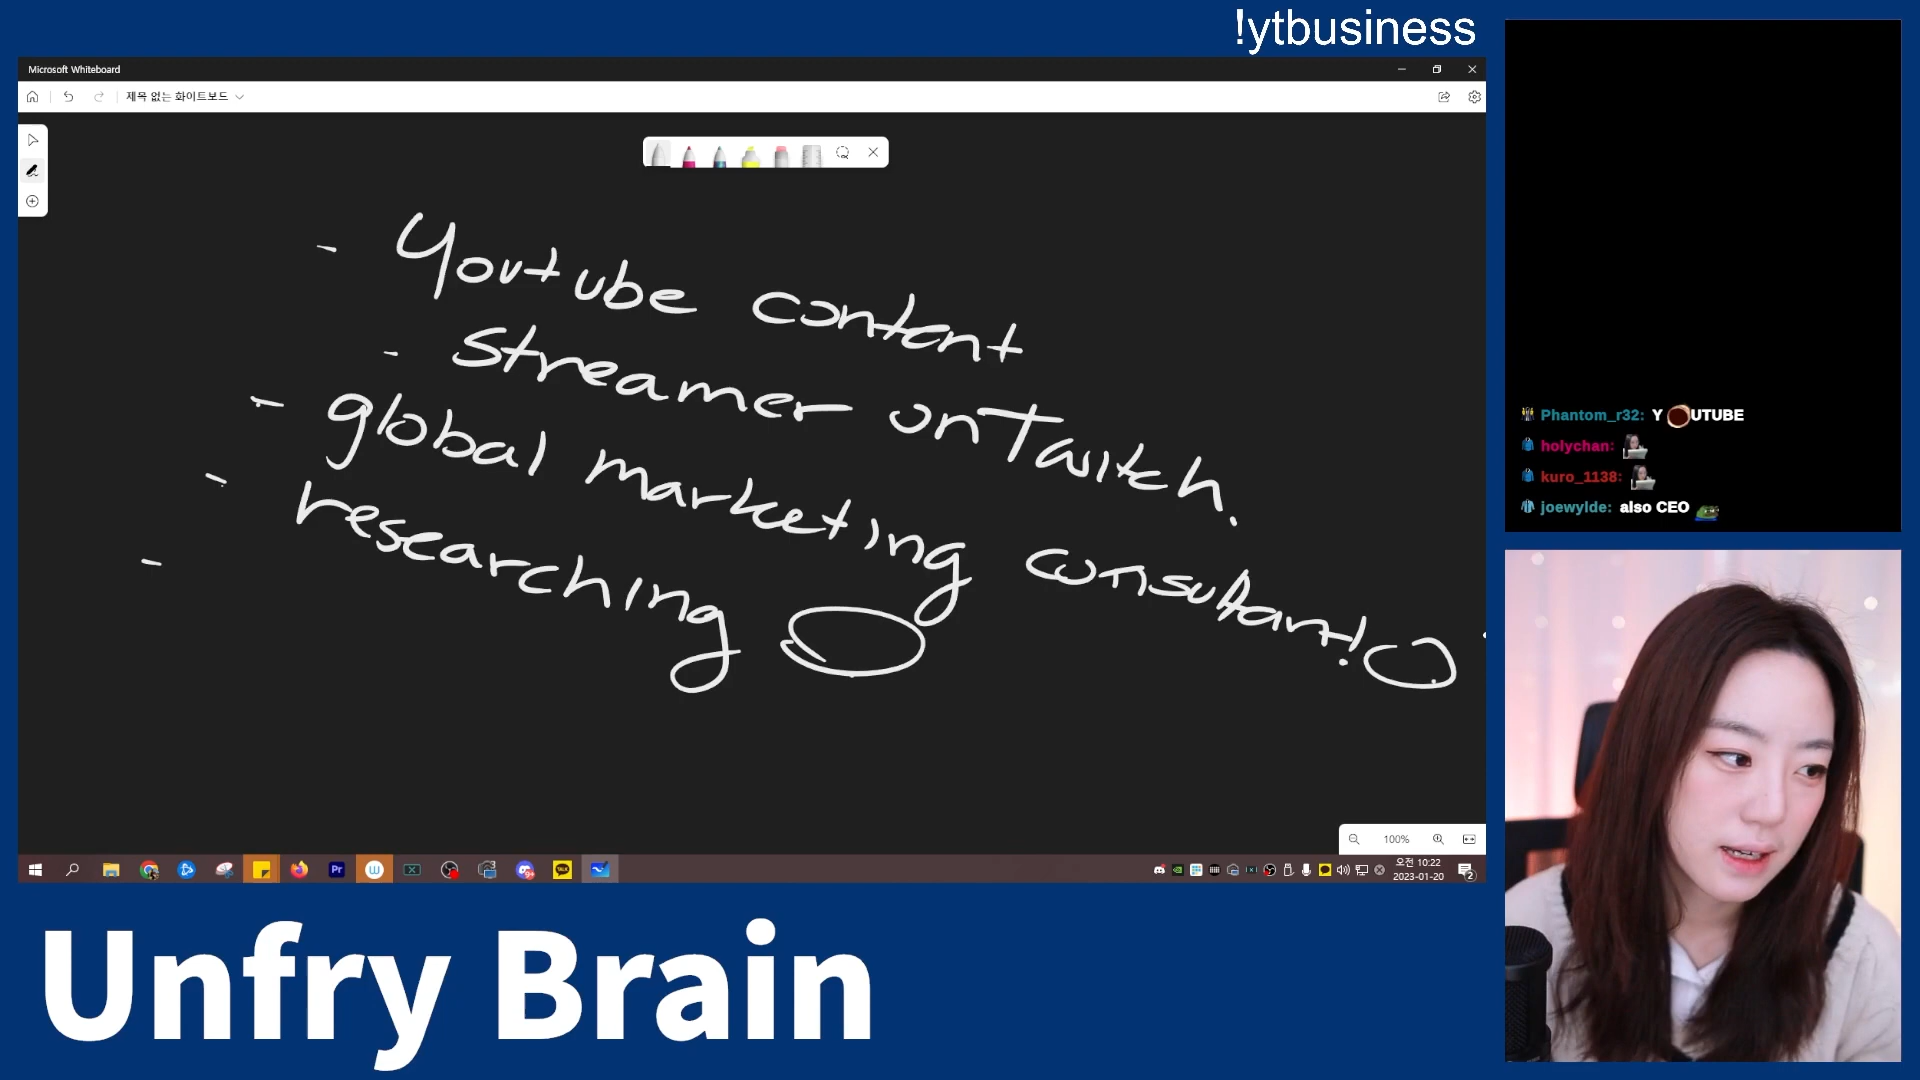 !ytbusiness
Microsoft Whiteboard
제목 없는 화이트보드
- Youtube content
- streamer on Twitch.
- global marketing consultant!
- researching
-
Phantom_r32: Y UTUBE
holychan:
kuro_1138:
joewylde: also CEO
100%
Pr
오전 10:22
2023-01-20
2
Unfry Brain